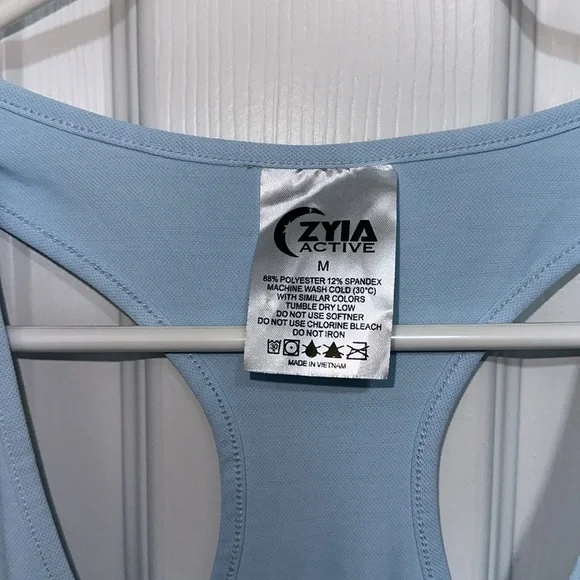 ZYIA
ACTIVE
M
88% POLYESTER 12% SPANDEX
MACHINE WASH COLD (30°C)
WITH SIMILAR COLORS
TUMBLE DRY LOW
DO NOT USE SOFTNER
DO NOT USE CHLORINE BLEACH
DO NOT IRON
30
MADE IN VIETNAM